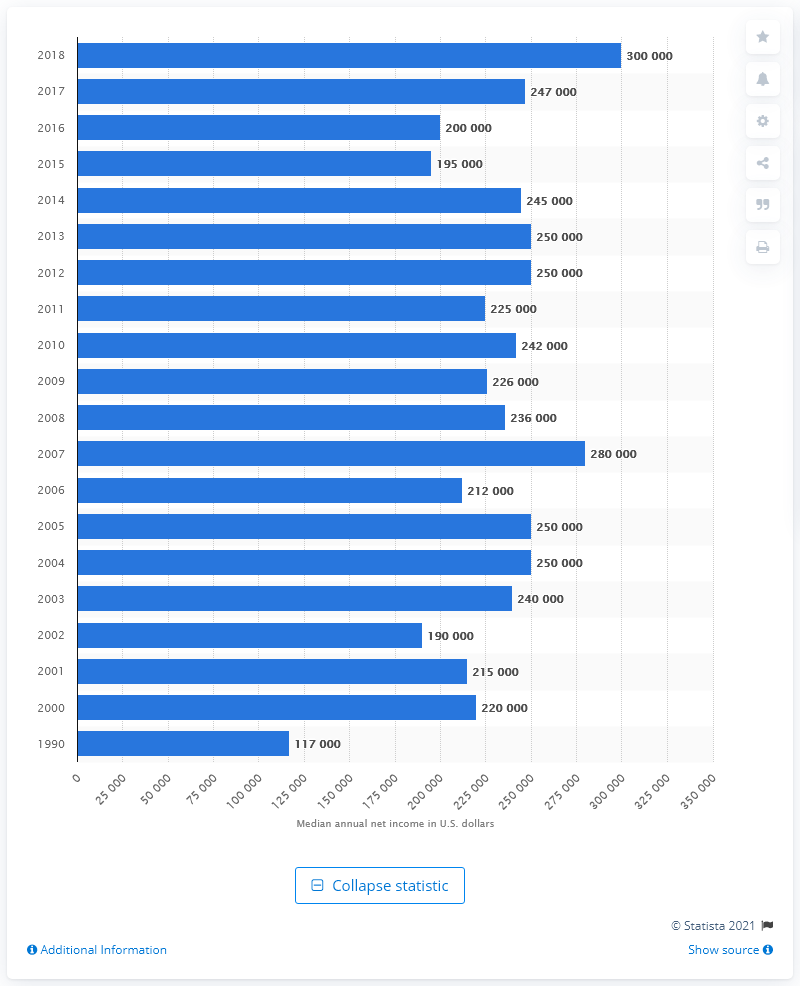 2018 300 000
2017 247 000
2016 200 000
2015 195 000
2014 245 000
2013 250 000
2012 250 000
2011 225 000
2010 242 000
2009 226 000
2008 236 000
2007 280 000
2006 212 000
2005 250 000
2004 250 000
2003 240 000
2002 190 000
2001 215 000
2000 220 000
1990 117 000
0 25 000 50 000 75 000 100 000 125 000 150 000 175 000 200 000 225 000 250 000 275 000 300 000 325 000 350 000
Median annual net income in U.S. dollars
Collapse statistic
© Statista 2021
Additional Information Show source